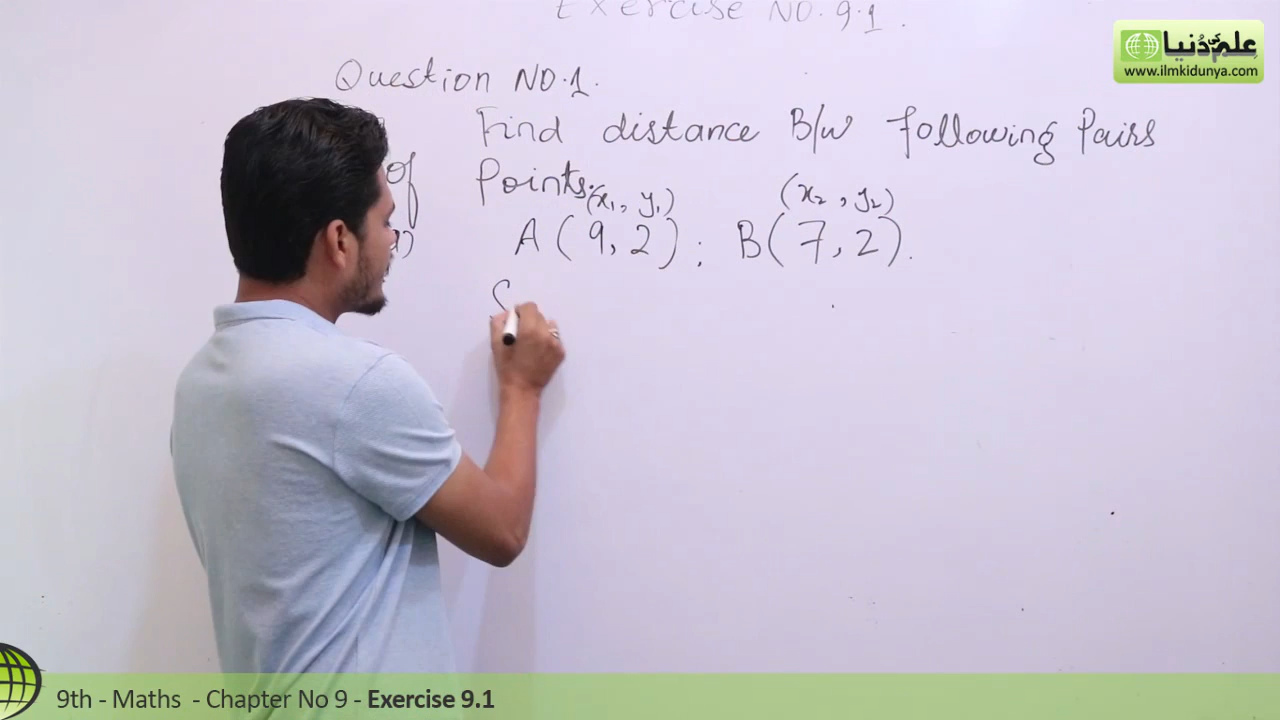 Exercise NO.9.1.
علم کی دُنیا
www.ilmkidunya.com
Question NO.1.
Find distance B/w following Pairs
of Points.
(x₁, y₁) (x₂, y₂)
A(9,2) ; B(7,2).
S
9th - Maths - Chapter No 9 - Exercise 9.1